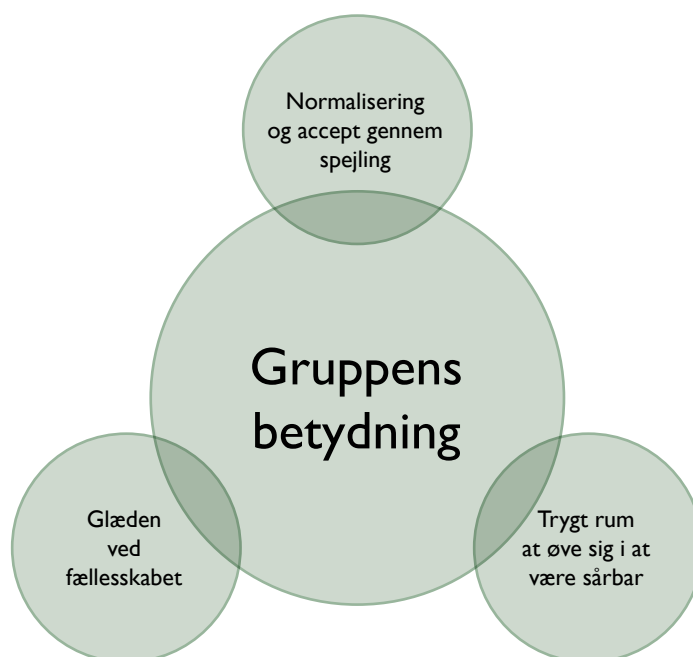 Normalisering
og accept gennem
spejling
Gruppens
betydning
Glæden
ved
fællesskabet
Trygt rum
at øve sig i at
være sårbar